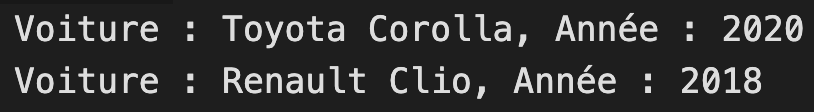 Voiture : Toyota Corolla, Année : 2020
Voiture : Renault Clio, Année : 2018